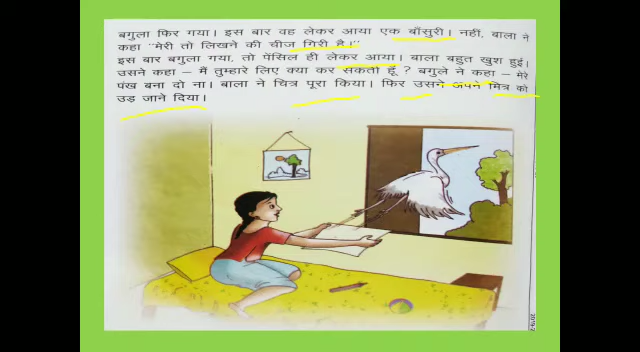 बगुला फिर गया। इस बार वह लेकर आया एक बाँसुरी। नहीं, बाला ने
कहा “मेरी तो लिखने की चीज गिरी है।”
इस बार बगुला गया, तो पेंसिल ही लेकर आया। बाला बहुत खुश हुई।
उसने कहा – मैं तुम्हारे लिए क्या कर सकती हूँ ? बगुले ने कहा – मेरे
पंख बना दो ना। बाला ने चित्र पूरा किया। फिर उसने अपने मित्र को
उड़ जाने दिया।